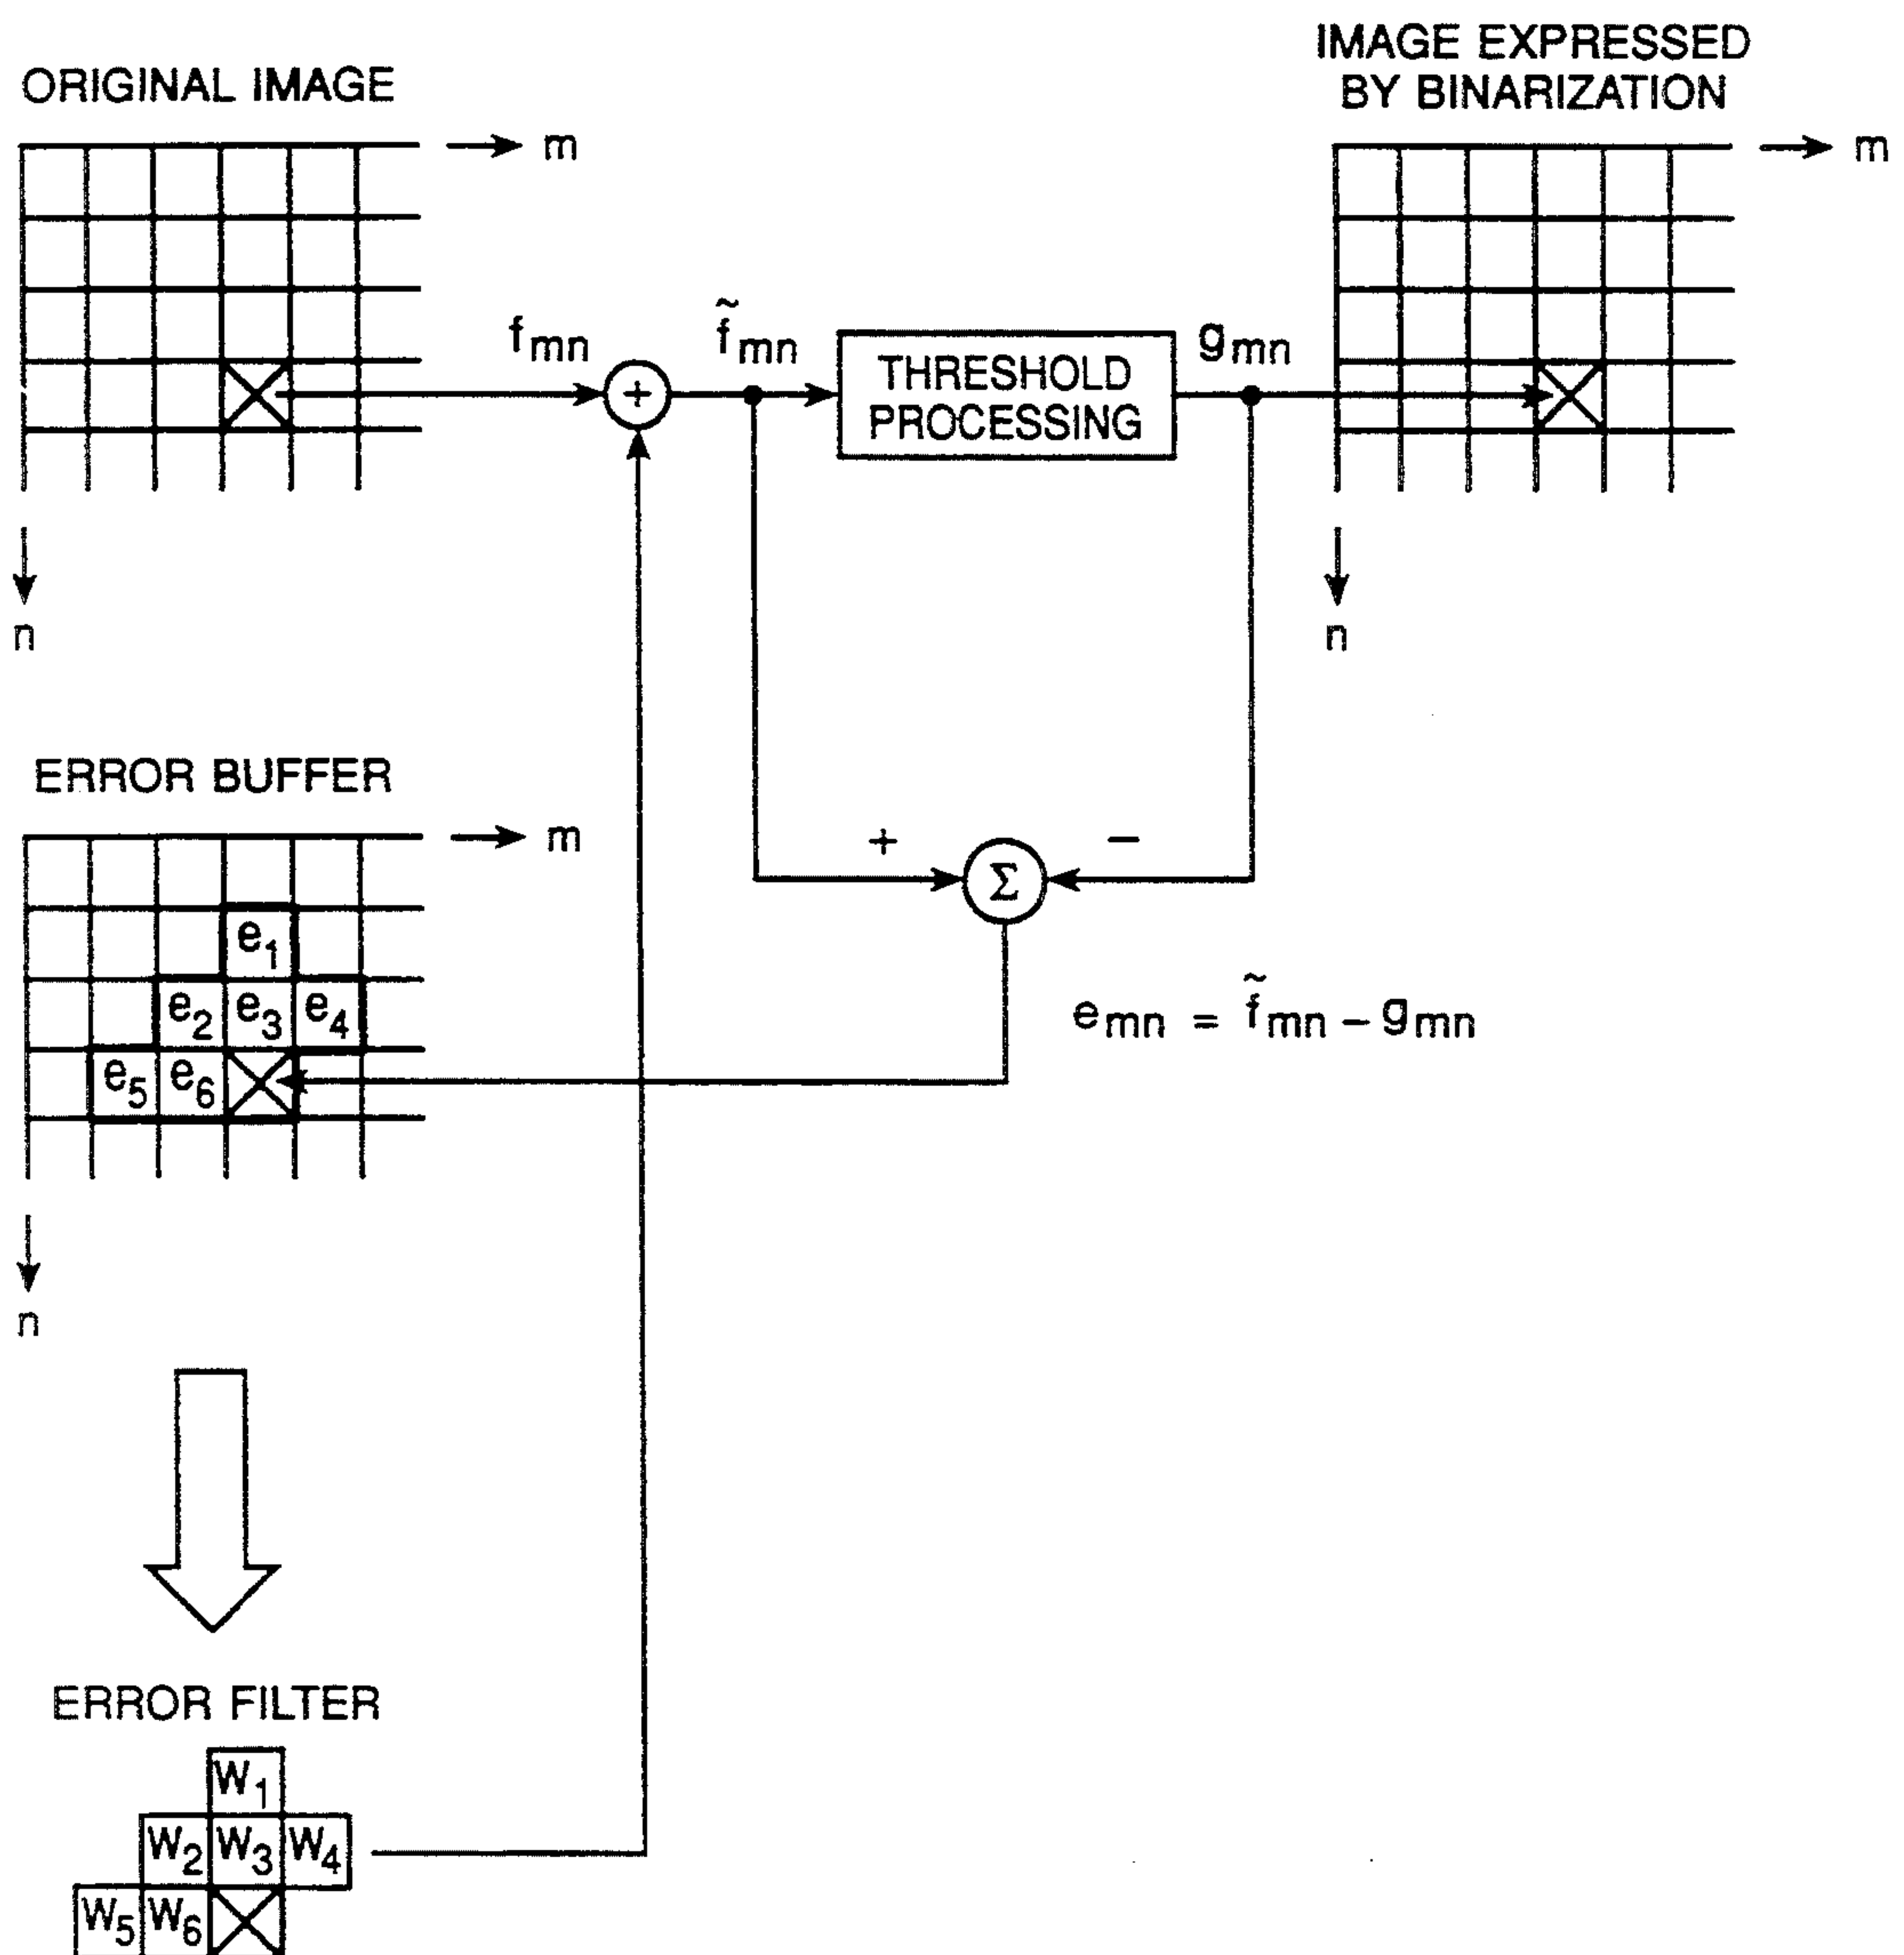 ORIGINAL IMAGE
m
n
f̃mn
fmn
+
THRESHOLD
PROCESSING
gmn
IMAGE EXPRESSED
BY BINARIZATION
m
n
ERROR BUFFER
m
e1
e2 e3 e4
e5 e6
n
+
Σ
−
emn = f̃mn − gmn
ERROR FILTER
W1
W2 W3 W4
W5 W6